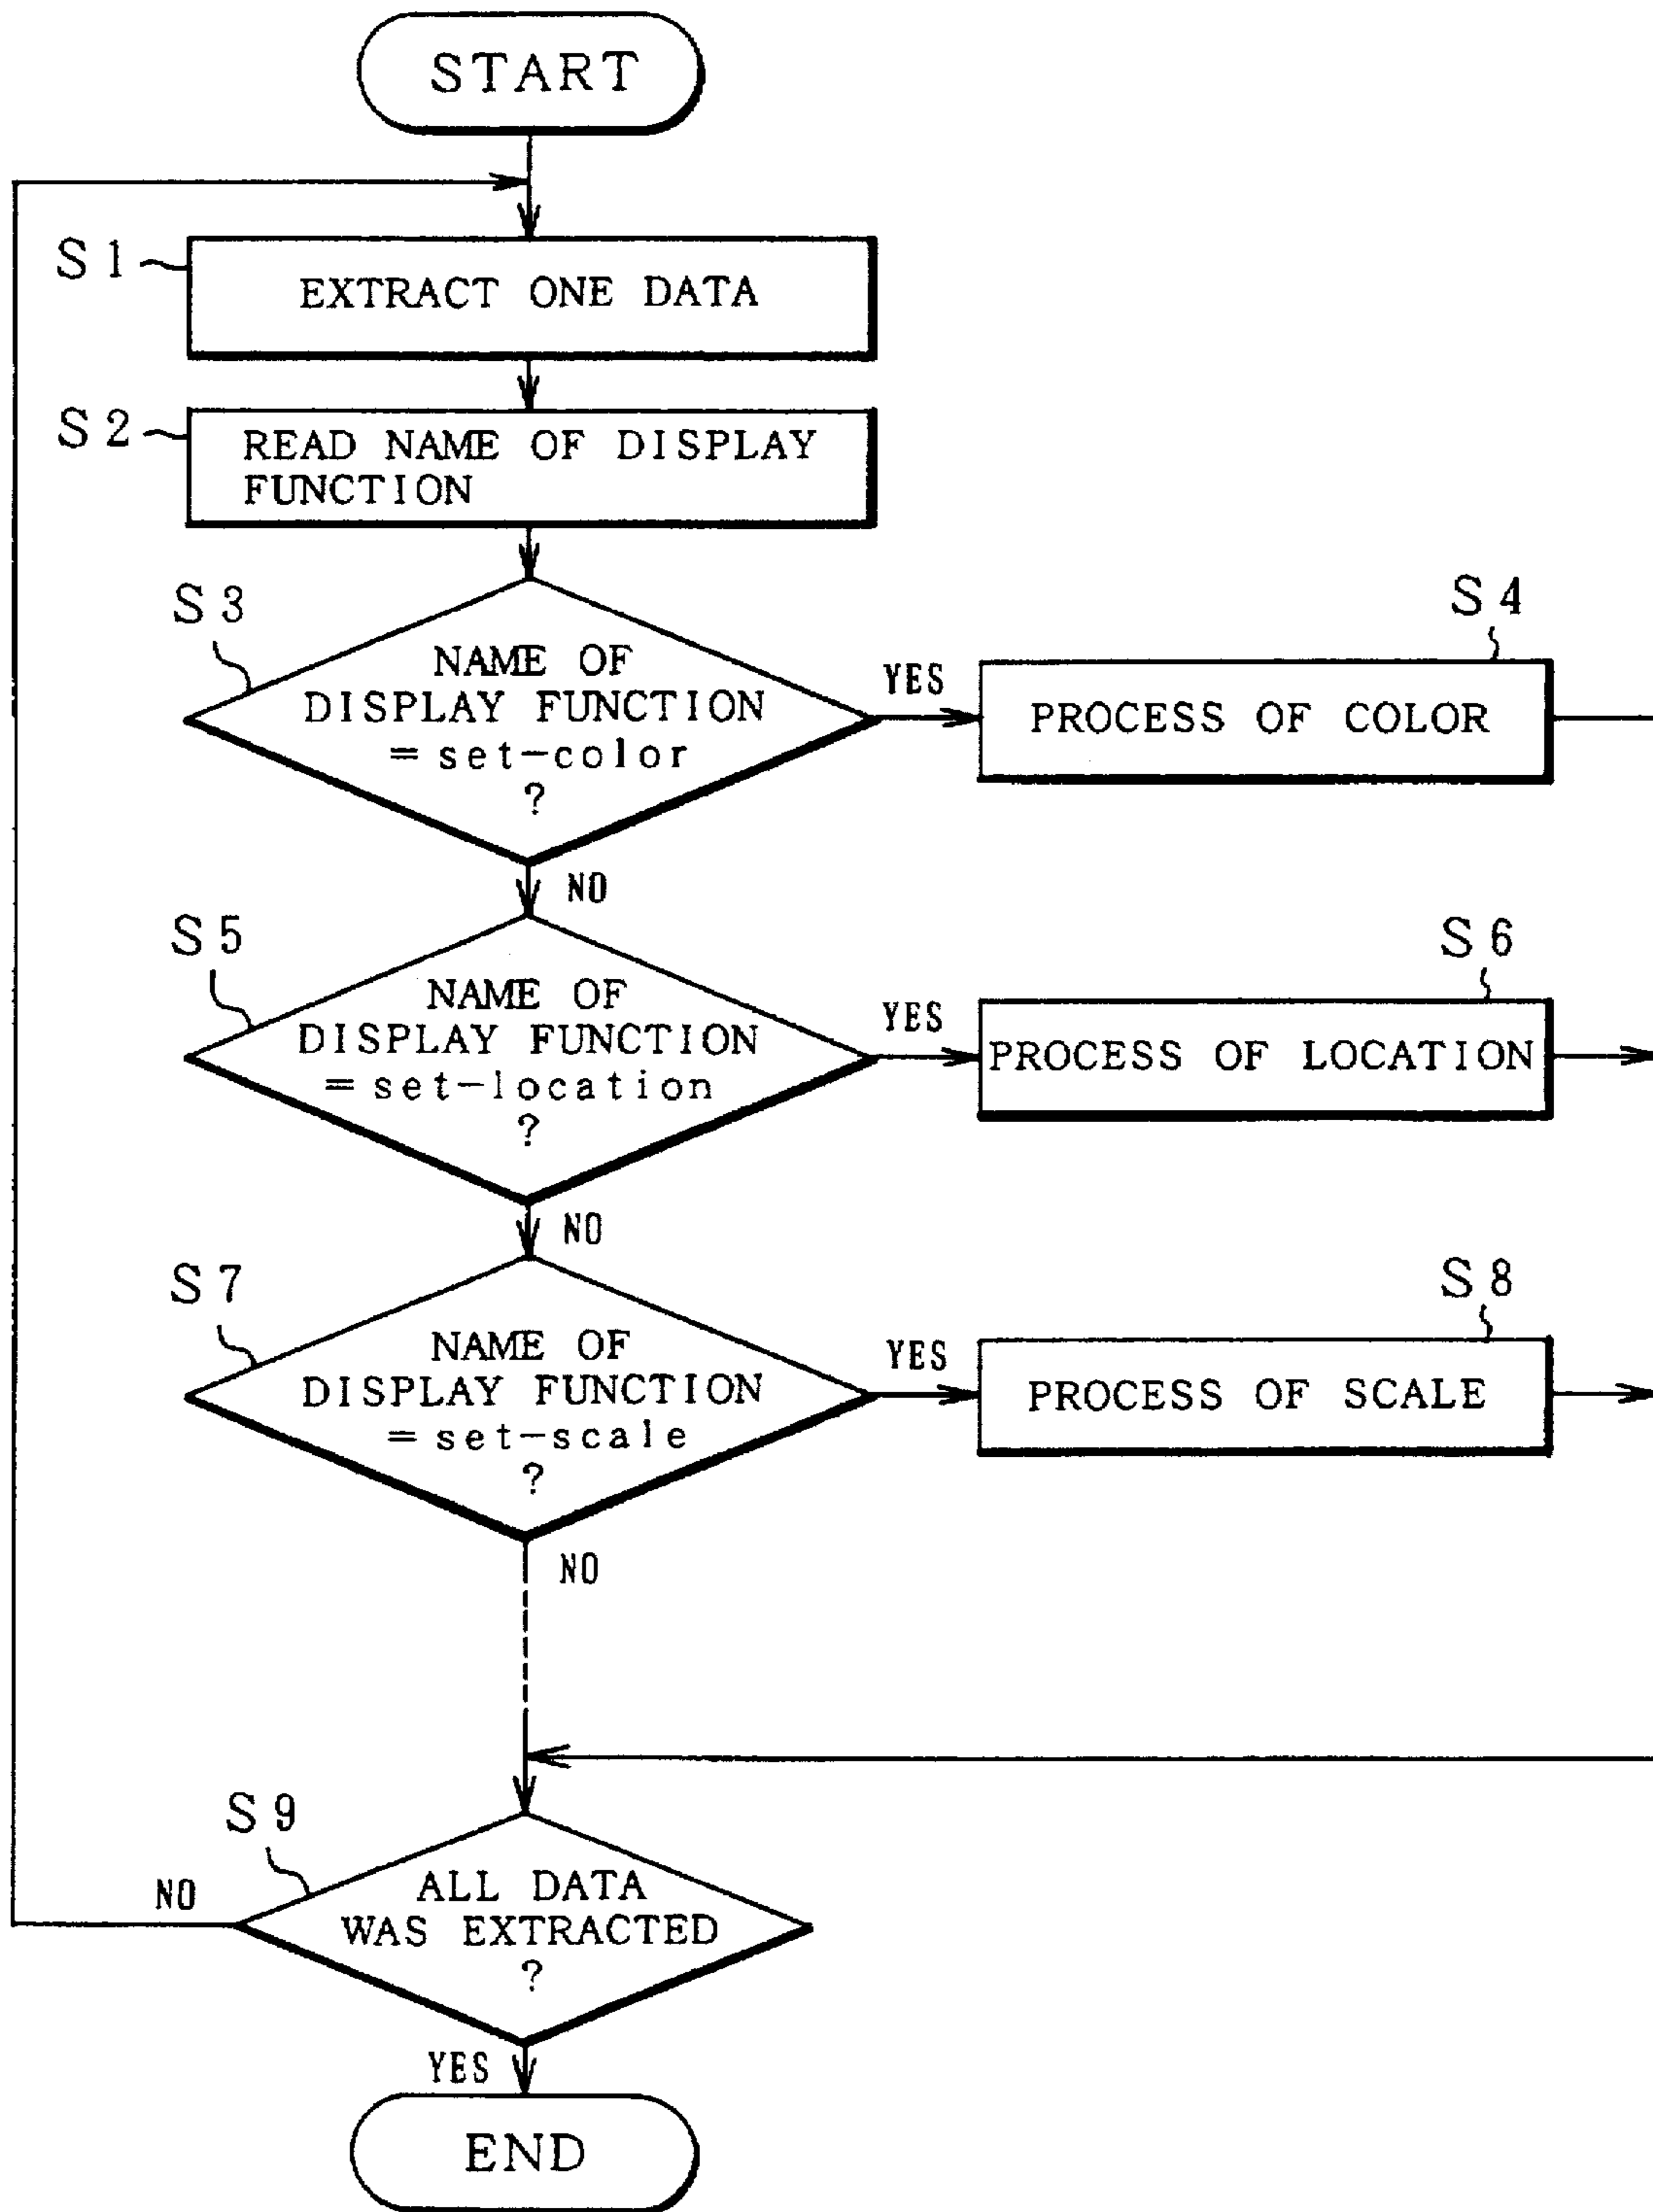 START
S1
EXTRACT ONE DATA
S2
READ NAME OF DISPLAY
FUNCTION
S3
NAME OF
DISPLAY FUNCTION
= set-color
?
YES
S4
PROCESS OF COLOR
NO
S5
NAME OF
DISPLAY FUNCTION
= set-location
?
YES
S6
PROCESS OF LOCATION
NO
S7
NAME OF
DISPLAY FUNCTION
= set-scale
?
YES
S8
PROCESS OF SCALE
NO
S9
ALL DATA
WAS EXTRACTED
?
NO
YES
END